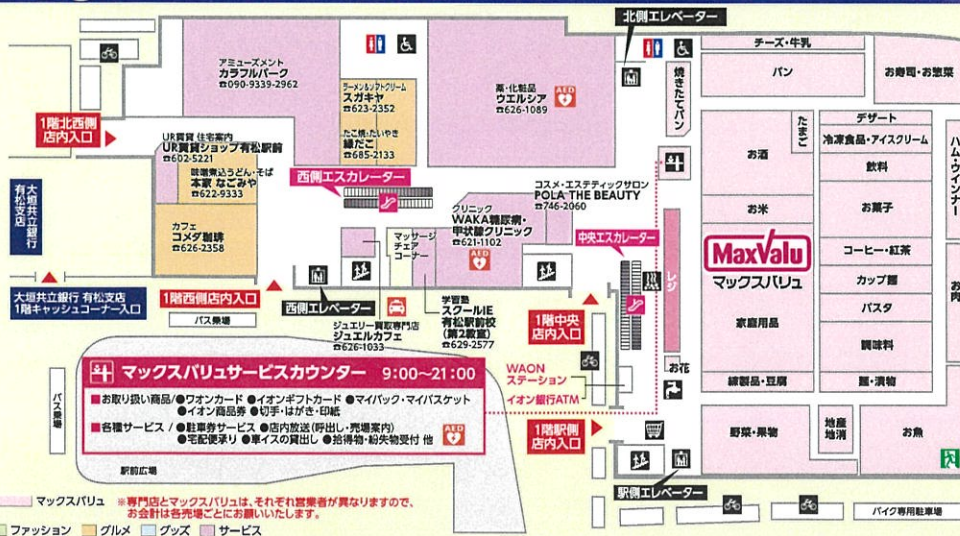 北側エレベーター
アミューズメント
カラフルパーク
☎090-9339-2962
ラーメン&ソフトクリーム
スガキヤ
☎623-2352
たこ焼・たいやき
縁だこ
☎685-2133
薬・化粧品
ウエルシア
☎626-1089
AED
焼きたてパン
チーズ・牛乳
パン
お寿司・お惣菜
1階北西側
店内入口
UR賃貸 住宅案内
UR賃貸ショップ有松駅前
☎602-5221
味噌煮込うどん・そば
本家 なごみや
☎622-9333
カフェ
コメダ珈琲
☎626-2358
西側エスカレーター
マッサージ
チェア
コーナー
クリニック
WAKA糖尿病・
甲状腺クリニック
☎621-1102
AED
コスメ・エステティックサロン
POLA THE BEAUTY
☎746-2060
中央エスカレーター
レジ
お酒
たまご
デザート
冷凍食品・アイスクリーム
飲料
ハム・ウインナー
お米
お菓子
MaxValu
マックスバリュ
コーヒー・紅茶
カップ麺
パスタ
調味料
お肉
家庭用品
練製品・豆腐
麺・漬物
野菜・果物
地産
地消
お魚
お花
大垣共立銀行
有松支店
大垣共立銀行 有松支店
1階キャッシュコーナー入口
1階西側店内入口
バス乗場
西側エレベーター
ジュエリー買取専門店
ジュエルカフェ
☎626-1033
学習塾
スクールIE
有松駅前校
(第2教室)
☎629-2577
1階中央
店内入口
WAON
ステーション
イオン銀行ATM
1階駅側
店内入口
駅側エレベーター
バイク専用駐車場
バス乗場
マックスバリュサービスカウンター 9:00〜21:00
■お取り扱い商品/●ワオンカード ●イオンギフトカード ●マイバック・マイバスケット
●イオン商品券 ●切手・はがき・印紙
■各種サービス/●駐車券サービス ●店内放送(呼出し・売場案内)
●宅配便承り ●車イスの貸出し ●拾得物・紛失物受付 他
AED
駅前広場
マックスバリュ ※専門店とマックスバリュは、それぞれ営業者が異なりますので、
お会計は各売場ごとにお願いいたします。
ファッション グルメ グッズ サービス